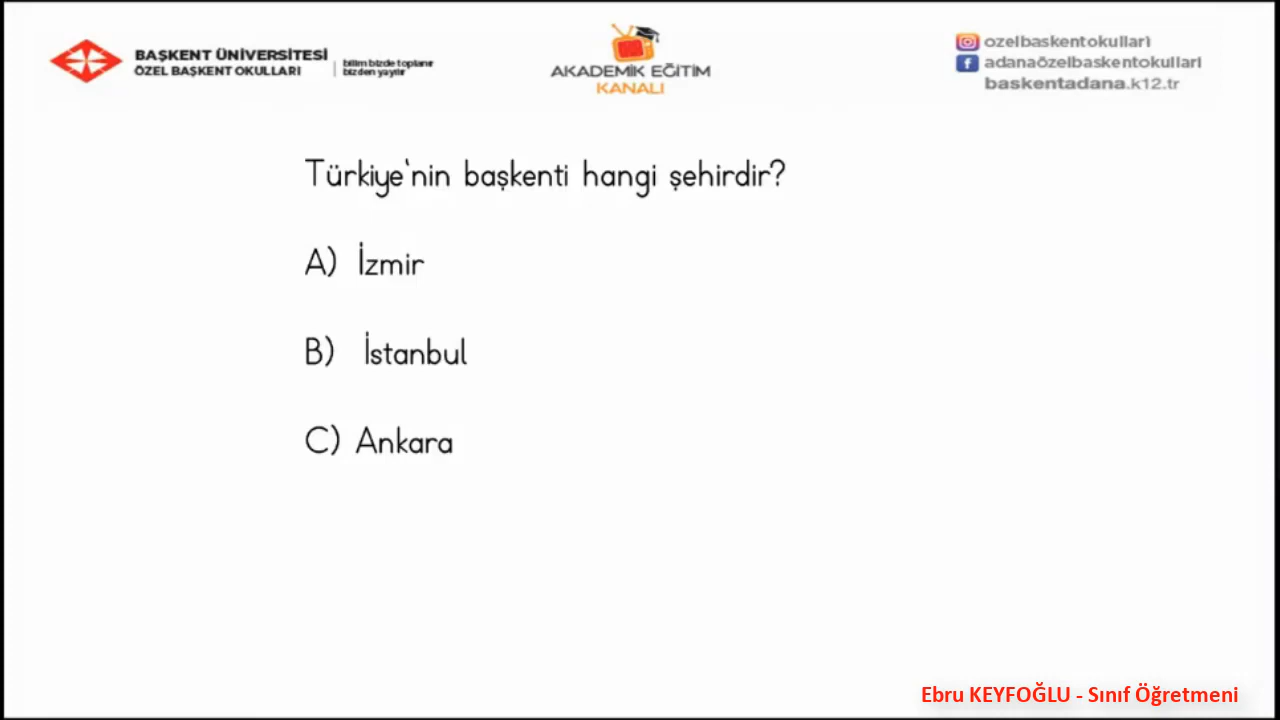 BAŞKENT ÜNİVERSİTESİ
ÖZEL BAŞKENT OKULLARI
bilim bizde toplanır
bizden yayılır
AKADEMİK EĞİTİM
KANALI
ozelbaskentokullari
adanaözelbaskentokullari
baskentadana.k12.tr
Türkiye'nin başkenti hangi şehirdir?
A) İzmir
B) İstanbul
C) Ankara
Ebru KEYFOĞLU - Sınıf Öğretmeni